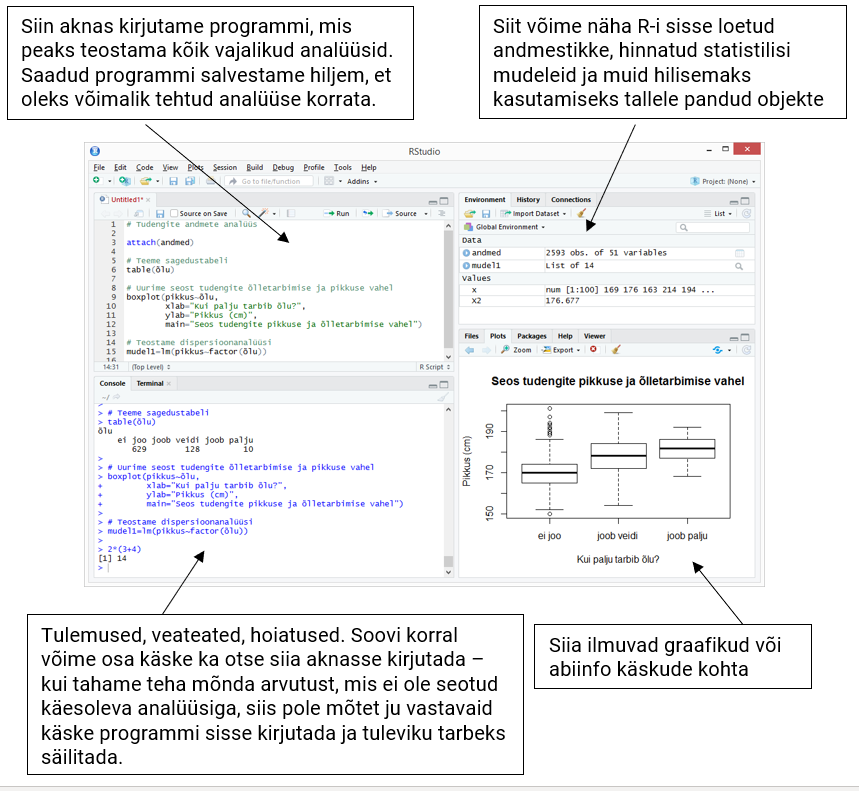 Siin aknas kirjutame programmi, mis
peaks teostama kõik vajalikud analüüsid.
Saadud programmi salvestame hiljem, et
oleks võimalik tehtud analüüse korrata.
Siit võime näha R-i sisse loetud
andmestikke, hinnatud statistilisi
mudeleid ja muid hilisemaks
kasutamiseks tallele pandud objekte
RStudio
File Edit Code View Plots Session Build Debug Profile Tools Help
Go to file/function Addins Project: (None)
Untitled1*
Source on Save Run Source
1 # Tudengite andmete analüüs
2
3 attach(andmed)
4
5 # Teeme sagedustabeli
6 table(õlu)
7
8 # Uurime seost tudengite õlletarbimise ja pikkuse vahel
9 boxplot(pikkus~õlu,
10 xlab="Kui palju tarbib õlu?",
11 ylab="Pikkus (cm)",
12 main="Seos tudengite pikkuse ja õlletarbimise vahel")
13
14 # Teostame dispersioonanalüüsi
15 mudel1=lm(pikkus~factor(õlu))
16
14:31 (Top Level) R Script
Console Terminal
~/
>
> # Teeme sagedustabeli
> table(õlu)
õlu
ei joo joob veidi joob palju
629 128 10
>
> # Uurime seost tudengite õlletarbimise ja pikkuse vahel
> boxplot(pikkus~õlu,
+ xlab="Kui palju tarbib õlu?",
+ ylab="Pikkus (cm)",
+ main="Seos tudengite pikkuse ja õlletarbimise vahel")
>
> # Teostame dispersioonanalüüsi
> mudel1=lm(pikkus~factor(õlu))
>
> 2*(3+4)
[1] 14
>
Environment History Connections
Import Dataset List
Global Environment
Data
andmed 2593 obs. of 51 variables
mudel1 List of 14
Values
x num [1:100] 169 176 163 214 194 ...
x2 176.677
Files Plots Packages Help Viewer
Zoom Export
Seos tudengite pikkuse ja õlletarbimise vahel
Pikkus (cm)
190
170
150
ei joo joob veidi joob palju
Kui palju tarbib õlu?
Tulemused, veateated, hoiatused. Soovi korral
võime osa käske ka otse siia aknasse kirjutada –
kui tahame teha mõnda arvutust, mis ei ole seotud
käesoleva analüüsiga, siis pole mõtet ju vastavaid
käske programmi sisse kirjutada ja tuleviku tarbeks
säilitada.
Siia ilmuvad graafikud või
abiinfo käskude kohta